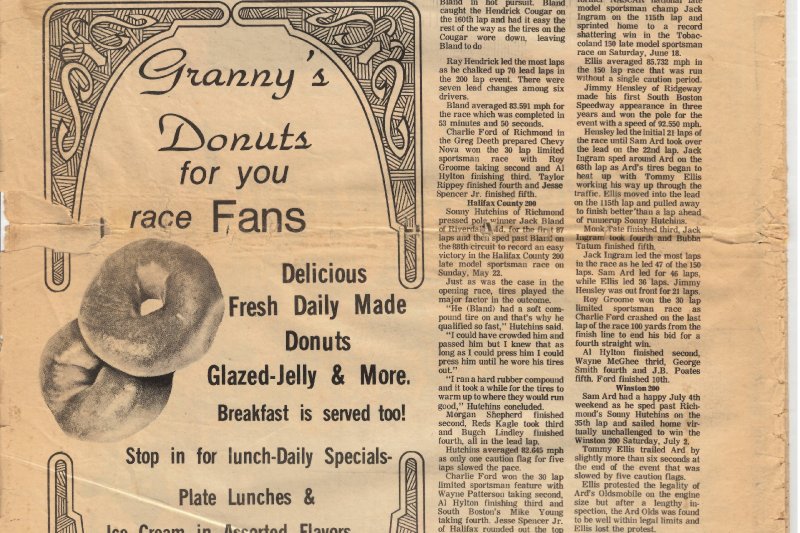 Granny's
Donuts
for you
race Fans
Delicious
Fresh Daily Made
Donuts
Glazed-Jelly & More.
Breakfast is served too!
Stop in for lunch-Daily Specials-
Plate Lunches &
Ice Cream in Assorted Flavors
Bland in hot pursuit. Bland
caught the Hendrick Cougar on
the 160th lap and had it easy the
rest of the way as the tires on the
Cougar wore down, leaving
Bland to do
Ray Hendrick led the most laps
as he chalked up 70 lead laps in
the 200 lap event. There were
seven lead changes among six
drivers.
Bland averaged 83.591 mph for
the race which was completed in
53 minutes and 50 seconds.
Charlie Ford of Richmond in
the Greg Deeth prepared Chevy
Nova won the 30 lap limited
sportsman race with Roy
Groome taking second and Al
Hylton finishing third. Taylor
Rippey finished fourth and Jesse
Spencer Jr. finished fifth.
Halifax County 200
Sonny Hutchins of Richmond
pressed pole winner Jack Bland
of Riverdale, Md. for the first 87
laps and then sped past Bland on
the 88th circuit to record an easy
victory in the Halifax County 200
late model sportsman race on
Sunday, May 22.
Just as was the case in the
opening race, tires played the
major factor in the outcome.
"He (Bland) had a soft com-
pound tire on and that's why he
qualified so fast," Hutchins said.
"I could have crowded him and
passed him but I knew that as
long as I could press him I could
press him until he wore his tires
out."
"I ran a hard rubber compound
and it took a while for the tires to
warm up to where they would run
good," Hutchins concluded.
Morgan Shepherd finished
second, Reds Kagle took third
and Bugch Lindley finished
fourth, all in the lead lap.
Hutchins averaged 82.645 mph
as only one caution flag for five
laps slowed the pace.
Charlie Ford won the 30 lap
limited sportsman feature with
Wayne Patterson taking second,
Al Hylton finishing third and
South Boston's Mike Young
taking fourth. Jesse Spencer Jr.
of Halifax rounded out the top
former NASCAR national late
model sportsman champ Jack
Ingram on the 115th lap and
sprinted home to a record
shattering win in the Tobac-
coland 150 late model sportsman
race on Saturday, June 18.
Ellis averaged 85.732 mph in
the 150 lap race that was run
without a single caution period.
Jimmy Hensley of Ridgeway
made his first South Boston
Speedway appearance in three
years and won the pole for the
event with a speed of 92.550 mph.
Hensley led the initial 21 laps of
the race until Sam Ard took over
the lead on the 22nd lap. Jack
Ingram sped around Ard on the
68th lap as Ard's tires began to
heat up with Tommy Ellis
working his way up through the
traffic. Ellis moved into the lead
on the 115th lap and pulled away
to finish better than a lap ahead
of runnerup Sonny Hutchins.
Monk Tate finished third, Jack
Ingram took fourth and Bubba
Tatum finished fifth.
Jack Ingram led the most laps
in the race as he led 47 of the 150
laps. Sam Ard led for 46 laps,
while Ellis led 36 laps. Jimmy
Hensley was out front for 21 laps.
Roy Groome won the 30 lap
limited sportsman race as
Charlie Ford crashed on the last
lap of the race 100 yards from the
finish line to end his bid for a
fourth straight win.
Al Hylton finished second,
Wayne McGhee thrid, George
Smith fourth and J.B. Poates
fifth. Ford finished 10th.
Winston 200
Sam Ard had a happy July 4th
weekend as he sped past Rich-
mond's Sonny Hutchins on the
35th lap and sailed home vir-
tually unchallenged to win the
Winston 200 Saturday, July 2.
Tommy Ellis trailed Ard by
slightly more than six seconds at
the end of the event that was
slowed by five caution flags.
Ellis protested the legality of
Ard's Oldsmobile on the engine
size but after a lengthy in-
spection, the Ard Olds was found
to be well within legal limits and
Ellis lost the protest.